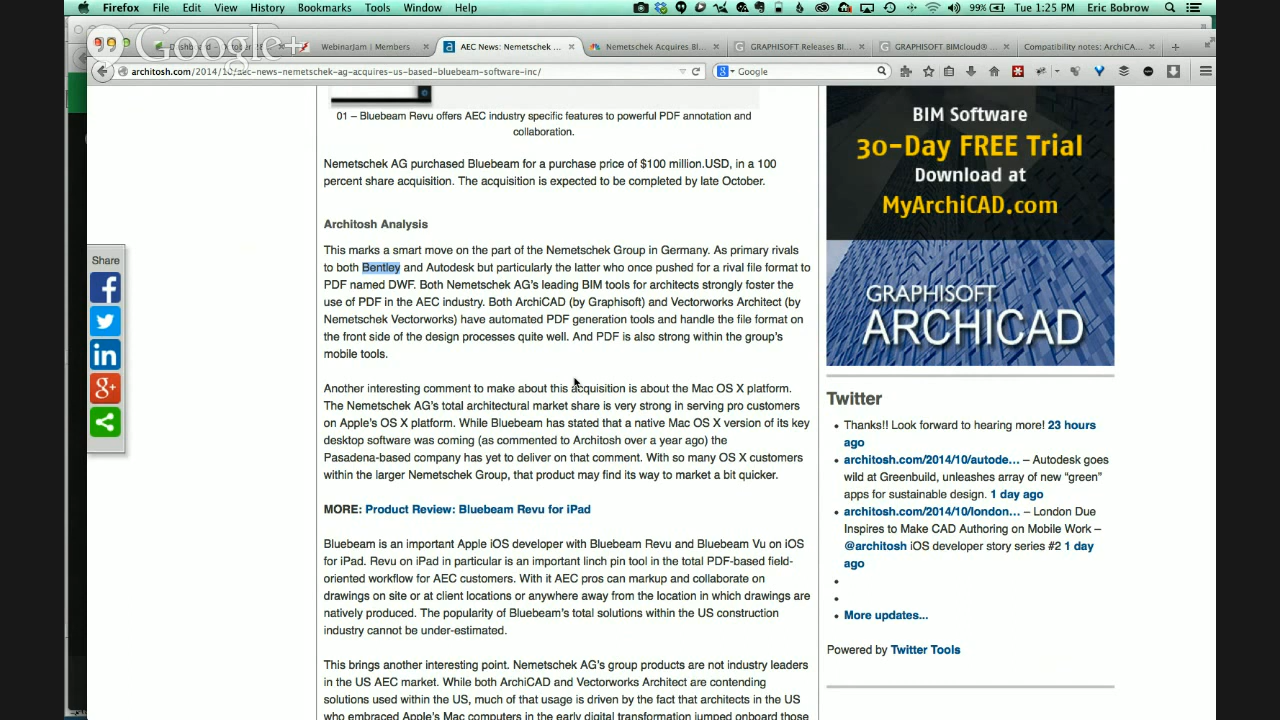 Firefox File Edit View History Bookmarks Tools Window Help 99% Tue 1:25 PM Eric Bobrow
Google+
Dashboard - October 28 WebinarJam | Members AEC News: Nemetschek ... Nemetschek Acquires Bl... GRAPHISOFT Releases BI... GRAPHISOFT BIMcloud® ... Compatibility notes: ArchiCA...
architosh.com/2014/10/aec-news-nemetschek-ag-acquires-us-based-bluebeam-software-inc/ Google
01 – Bluebeam Revu offers AEC industry specific features to powerful PDF annotation and
collaboration.
Nemetschek AG purchased Bluebeam for a purchase price of $100 million.USD, in a 100
percent share acquisition. The acquisition is expected to be completed by late October.
Architosh Analysis
This marks a smart move on the part of the Nemetschek Group in Germany. As primary rivals
to both Bentley and Autodesk but particularly the latter who once pushed for a rival file format to
PDF named DWF. Both Nemetschek AG's leading BIM tools for architects strongly foster the
use of PDF in the AEC industry. Both ArchiCAD (by Graphisoft) and Vectorworks Architect (by
Nemetschek Vectorworks) have automated PDF generation tools and handle the file format on
the front side of the design processes quite well. And PDF is also strong within the group's
mobile tools.
Another interesting comment to make about this acquisition is about the Mac OS X platform.
The Nemetschek AG's total architectural market share is very strong in serving pro customers
on Apple's OS X platform. While Bluebeam has stated that a native Mac OS X version of its key
desktop software was coming (as commented to Architosh over a year ago) the
Pasadena-based company has yet to deliver on that comment. With so many OS X customers
within the larger Nemetschek Group, that product may find its way to market a bit quicker.
MORE: Product Review: Bluebeam Revu for iPad
Bluebeam is an important Apple iOS developer with Bluebeam Revu and Bluebeam Vu on iOS
for iPad. Revu on iPad in particular is an important linch pin tool in the total PDF-based field-
oriented workflow for AEC customers. With it AEC pros can markup and collaborate on
drawings on site or at client locations or anywhere away from the location in which drawings are
natively produced. The popularity of Bluebeam's total solutions within the US construction
industry cannot be under-estimated.
This brings another interesting point. Nemetschek AG's group products are not industry leaders
in the US AEC market. While both ArchiCAD and Vectorworks Architect are contending
solutions used within the US, much of that usage is driven by the fact that architects in the US
who embraced Apple's Mac computers in the early digital transformation jumped onboard those
Share
BIM Software
30-Day FREE Trial
Download at
MyArchiCAD.com
GRAPHISOFT
ARCHICAD
Twitter
Thanks!! Look forward to hearing more! 23 hours
ago
architosh.com/2014/10/autode... – Autodesk goes
wild at Greenbuild, unleashes array of new "green"
apps for sustainable design. 1 day ago
architosh.com/2014/10/london... – London Due
Inspires to Make CAD Authoring on Mobile Work –
@architosh iOS developer story series #2 1 day
ago
More updates...
Powered by Twitter Tools